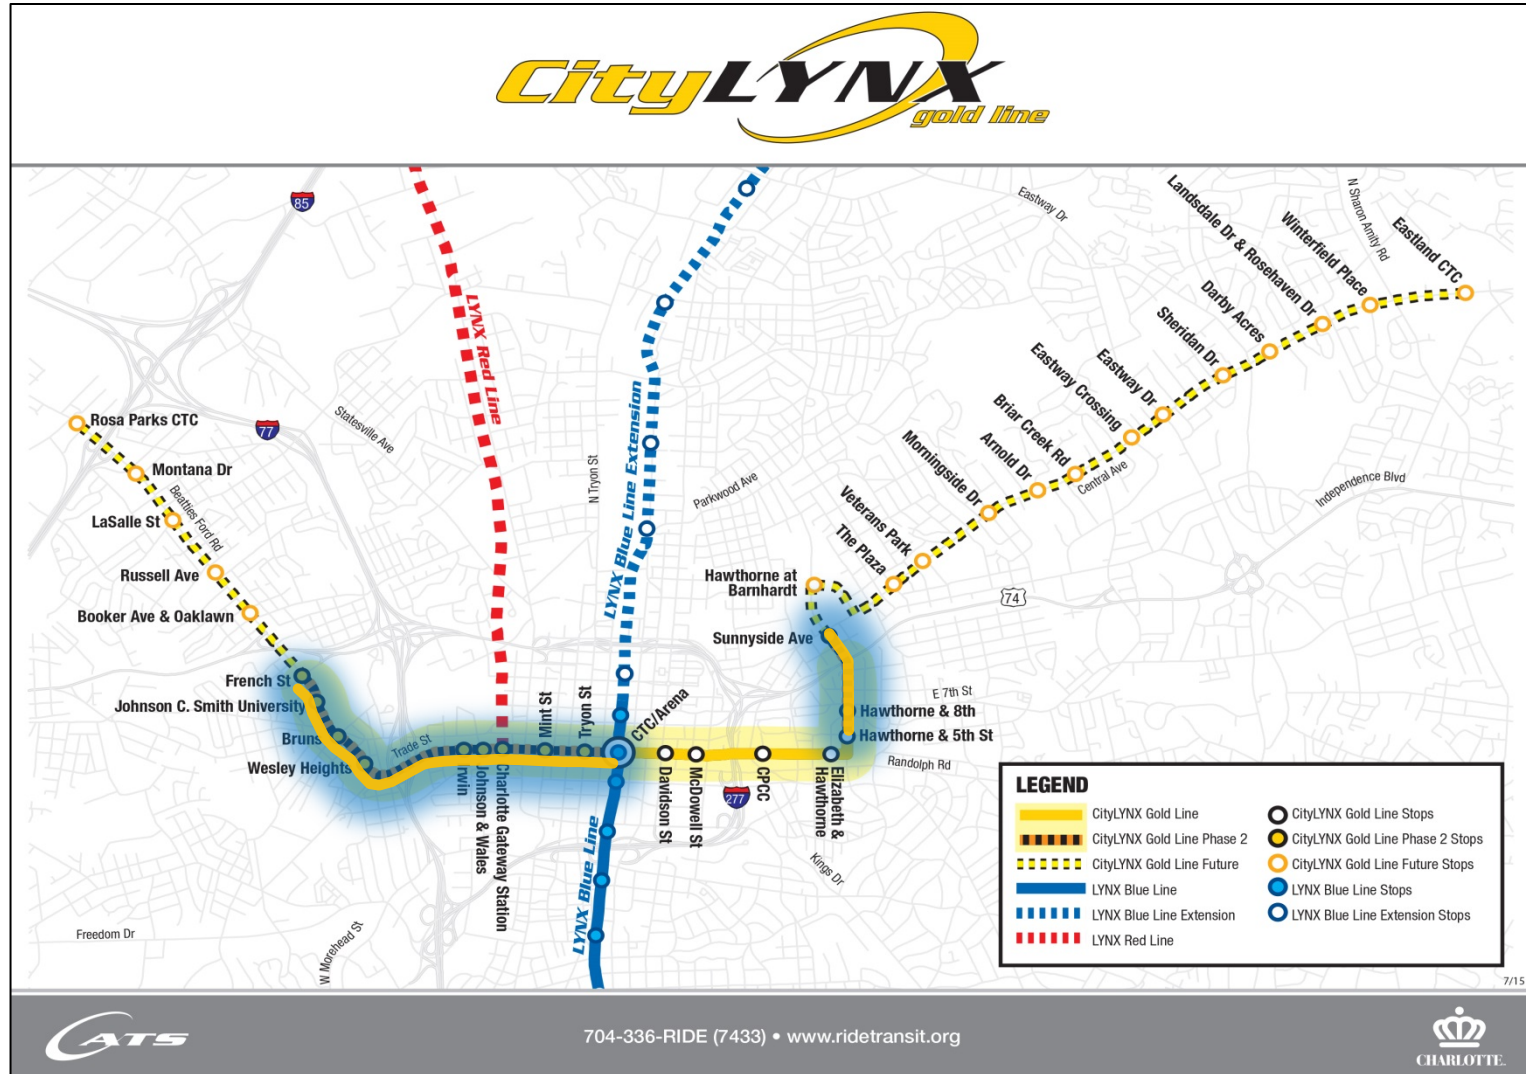 CityLYNX
gold line
85
77
74
277
LYNX Red Line
LYNX Blue Line Extension
LYNX Blue Line
Eastway Dr
N Sharon Amity Rd
Statesville Ave
N Tryon St
Parkwood Ave
Central Ave
Independence Blvd
Beatties Ford Rd
Trade St
E 7th St
Randolph Rd
Kings Dr
Freedom Dr
W Morehead St
Rosa Parks CTC
Montana Dr
LaSalle St
Russell Ave
Booker Ave & Oaklawn
French St
Johnson C. Smith University
Bruns
Wesley Heights
Irwin
Johnson & Wales
Charlotte Gateway Station
Mint St
Tryon St
CTC/Arena
Davidson St
McDowell St
CPCC
Elizabeth &
Hawthorne
Hawthorne & 5th St
Hawthorne & 8th
Sunnyside Ave
Hawthorne at
Barnhardt
The Plaza
Veterans Park
Morningside Dr
Arnold Dr
Briar Creek Rd
Eastway Crossing
Eastway Dr
Sheridan Dr
Darby Acres
Landsdale Dr & Rosehaven Dr
Winterfield Place
Eastland CTC
LEGEND
CityLYNX Gold Line
CityLYNX Gold Line Phase 2
CityLYNX Gold Line Future
LYNX Blue Line
LYNX Blue Line Extension
LYNX Red Line
CityLYNX Gold Line Stops
CityLYNX Gold Line Phase 2 Stops
CityLYNX Gold Line Future Stops
LYNX Blue Line Stops
LYNX Blue Line Extension Stops
7/15
CATS
704-336-RIDE (7433) • www.ridetransit.org
CHARLOTTE.